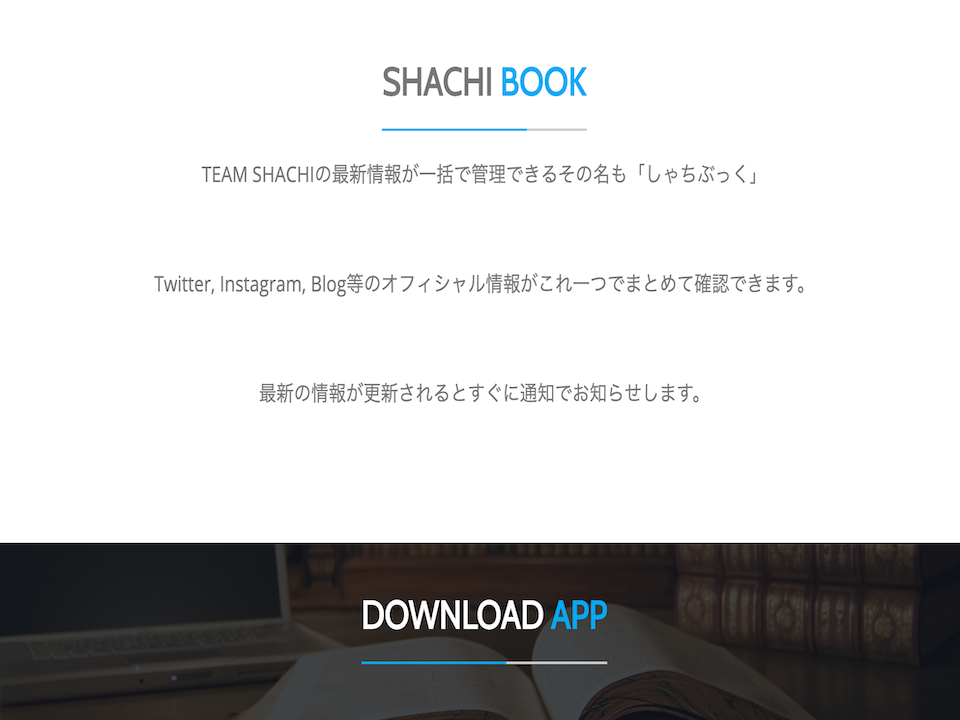 SHACHI BOOK
TEAM SHACHIの最新情報が一括で管理できるその名も「しゃちぶっく」
Twitter, Instagram, Blog等のオフィシャル情報がこれ一つでまとめて確認できます。
最新の情報が更新されるとすぐに通知でお知らせします。
DOWNLOAD APP